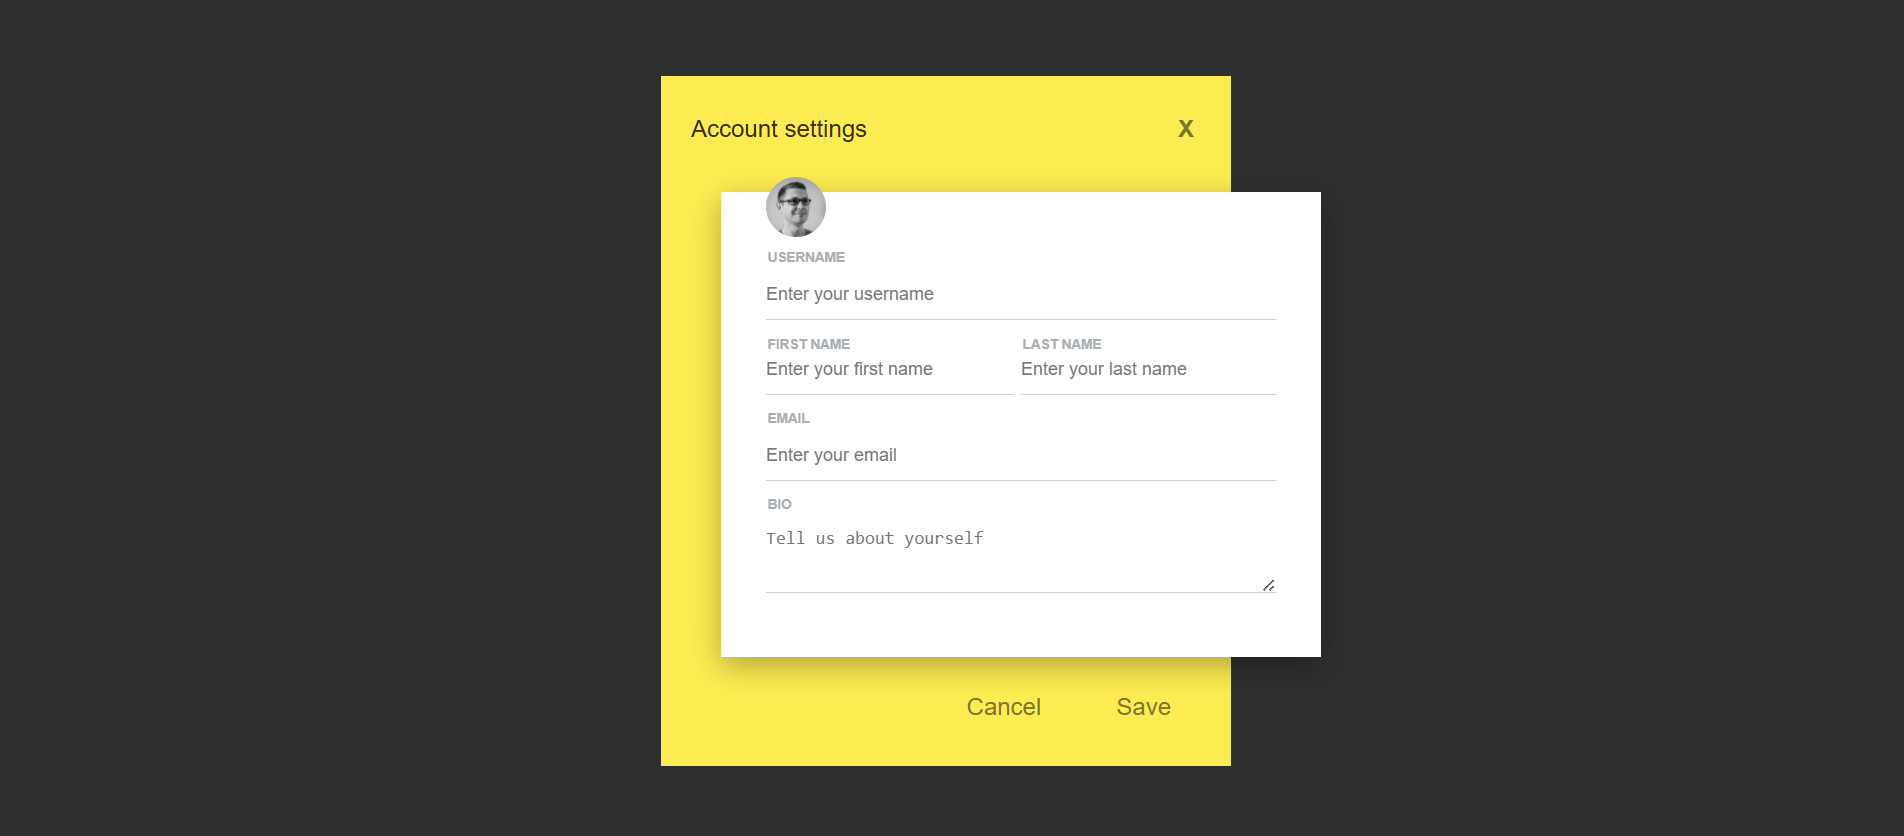 Account settings X
USERNAME
Enter your username
FIRST NAME LAST NAME
Enter your first name Enter your last name
EMAIL
Enter your email
BIO
Tell us about yourself
Cancel Save